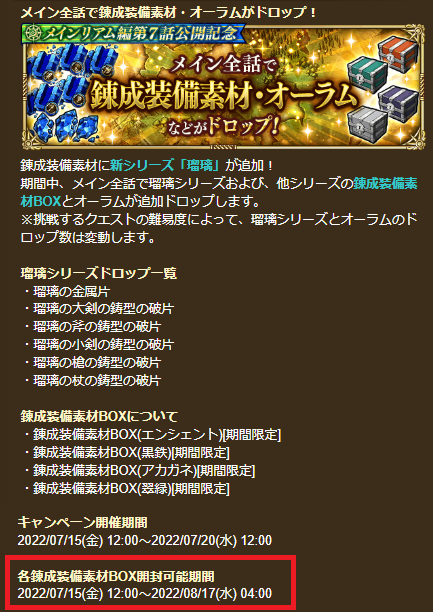 メイン全話で錬成装備素材・オーラムがドロップ！
メインリアム編第7話公開記念
メイン全話で
錬成装備素材・オーラム
などがドロップ!
錬成装備素材に新シリーズ「瑠璃」が追加！
期間中、メイン全話で瑠璃シリーズおよび、他シリーズの錬成装備素
材BOXとオーラムが追加ドロップします。
※挑戦するクエストの難易度によって、瑠璃シリーズとオーラムのド
ロップ数は変動します。
瑠璃シリーズドロップ一覧
・瑠璃の金属片
・瑠璃の大剣の鋳型の破片
・瑠璃の斧の鋳型の破片
・瑠璃の小剣の鋳型の破片
・瑠璃の槍の鋳型の破片
・瑠璃の杖の鋳型の破片
錬成装備素材BOXについて
・錬成装備素材BOX(エンシェント)[期間限定]
・錬成装備素材BOX(黒鉄)[期間限定]
・錬成装備素材BOX(アカガネ)[期間限定]
・錬成装備素材BOX(翠緑)[期間限定]
キャンペーン開催期間
2022/07/15(金) 12:00～2022/07/20(水) 12:00
各錬成装備素材BOX開封可能期間
2022/07/15(金) 12:00～2022/08/17(水) 04:00